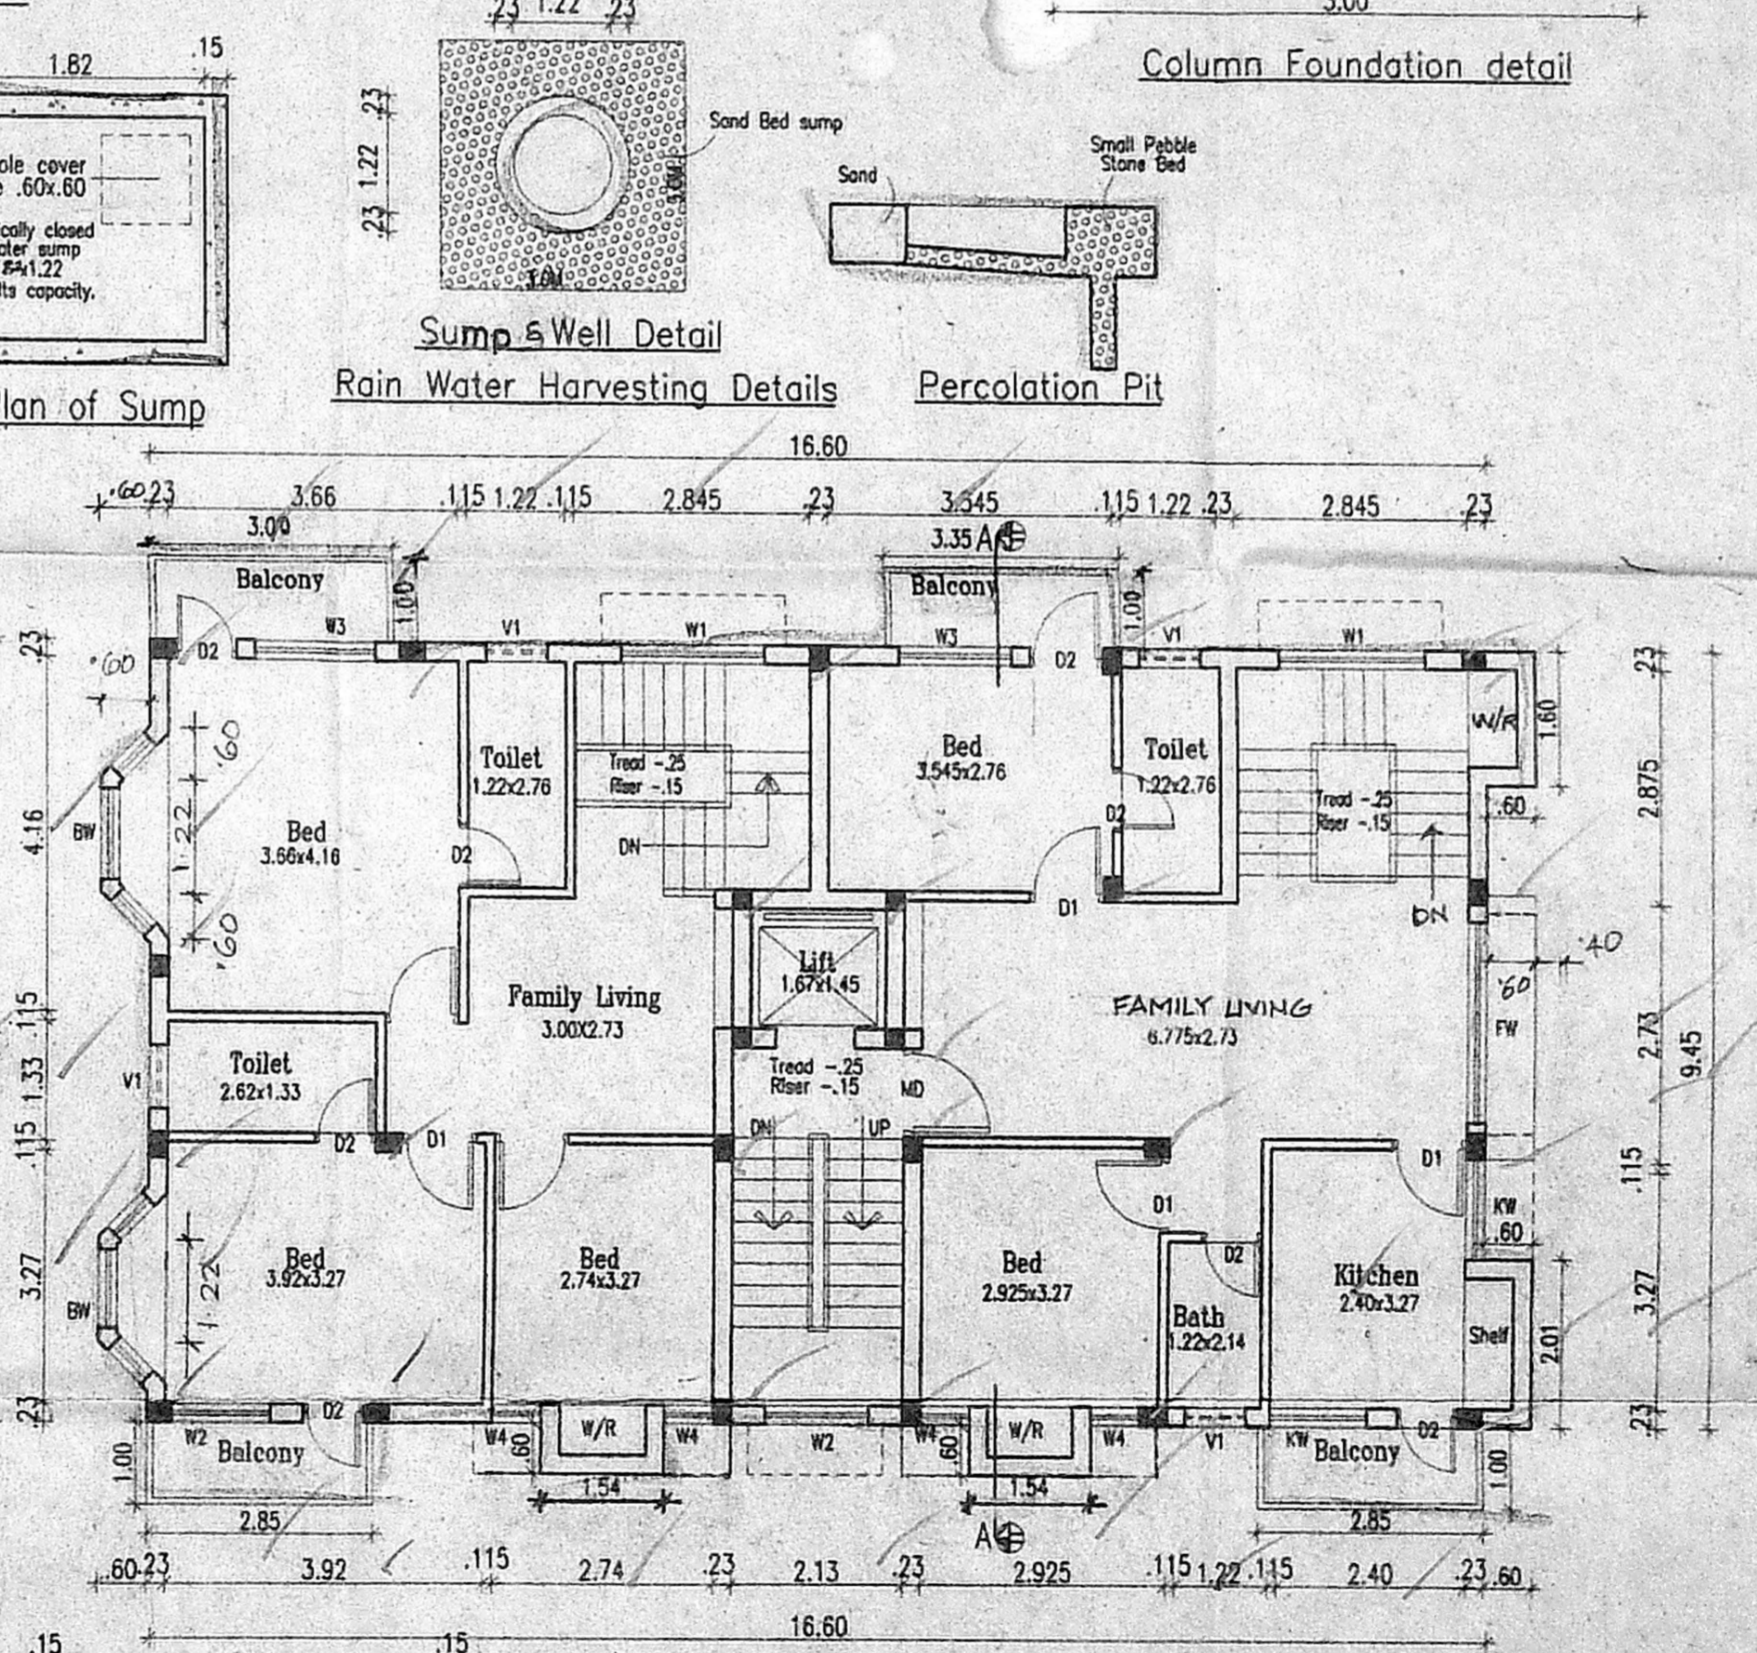 .23 1.22 .23
3.00
Column Foundation detail
1.82 .15
ole cover
.60x.60
cally closed
ater sump
x1.22
lts capacity.
lan of Sump
.23
1.22
.23
Sand Bed sump
Sump & Well Detail
Rain Water Harvesting Details
Sand
Small Pebble
Stone Bed
Percolation Pit
16.60
.60 .23 3.66 .115 1.22 .115 2.845 .23 3.545 .115 1.22 .23 2.845 .23
3.00
3.35 A
Balcony
1.00
Balcony
1.00
D2 W3 V1 W1 W3 D2 V1 W1
.23
.60
.23
Bed
3.66x4.16
Toilet
1.22x2.76
Tread -.25
Riser -.15
Bed
3.545x2.76
Toilet
1.22x2.76
Tread -.25
Riser -.15
W/R
1.60
.60
2.875
4.16
BW
.60
1.22
.60
D2
DN
D2
D1
DN
.40
.60
Lift
1.67x1.45
Family Living
3.00X2.73
FAMILY LIVING
6.775x2.73
FW
2.73
9.45
.115
1.33
.115
V1
Toilet
2.62x1.33
Tread -.25
Riser -.15
MD
DN UP
D2 D1
D1
D1
KW
.60
.115
Bed
3.92x3.27
Bed
2.74x3.27
Bed
2.925x3.27
D2
Bath
1.22x2.14
Kitchen
2.40x3.27
Shelf
2.01
3.27
3.27
BW
1.22
.23
.23
D2
W2
Balcony
1.00
W4 .60 W/R W4 W2 W4 .60 W/R W4 V1 KW
Balcony
D2
1.00
1.54
1.54
2.85
2.85
A
.60 .23 3.92 .115 2.74 .23 2.13 .23 2.925 .115 1.22 .115 2.40 .23 .60
16.60
.15 .15